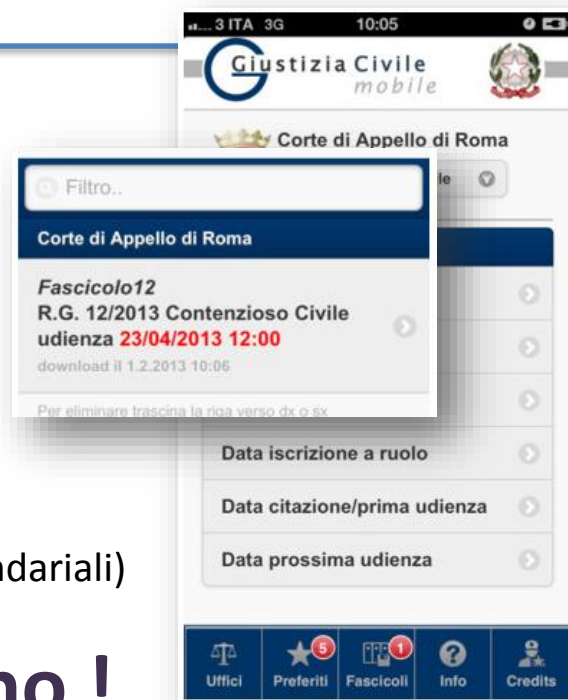 3 ITA 3G 10:05
Giustizia Civile
mobile
Corte di Appello di Roma
Filtro..
Corte di Appello di Roma
Fascicolo12
R.G. 12/2013 Contenzioso Civile
udienza 23/04/2013 12:00
download il 1.2.2013 10:06
Per eliminare trascina la riga verso dx o sx
Data iscrizione a ruolo
Data citazione/prima udienza
Data prossima udienza
5 1
Uffici Preferiti Fascicoli Info Credits